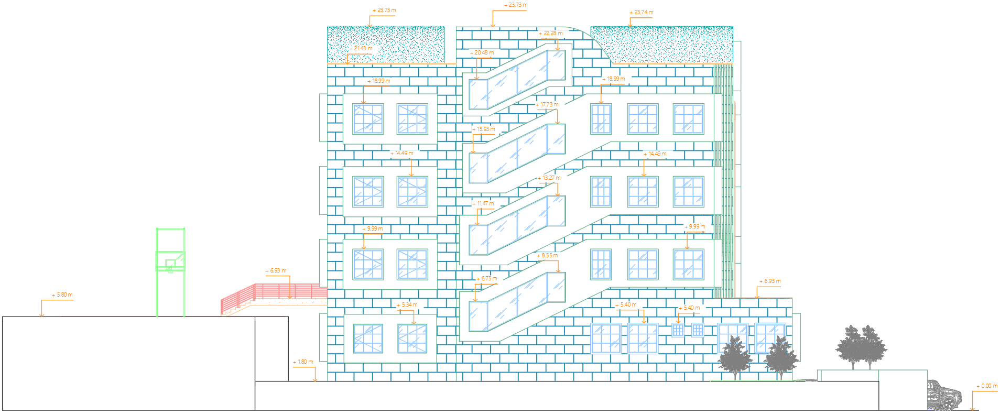 + 23.73 m
+ 23,73 m
+ 23,74 m
+ 22.28 m
+ 21.43 m
+ 20.48 m
+ 18.99 m
+ 18.99 m
+ 17.73 m
+ 15.93 m
+ 14.49 m
+ 14.49 m
+ 13.27 m
+ 11.47 m
+ 9.99 m
+ 9.99 m
+ 8.55 m
+ 6.93 m
+ 6.75 m
+ 6.93 m
+ 5.80 m
+ 5.34 m
+ 5.40 m
+ 5.40 m
+ 1.80 m
+ 0.00 m